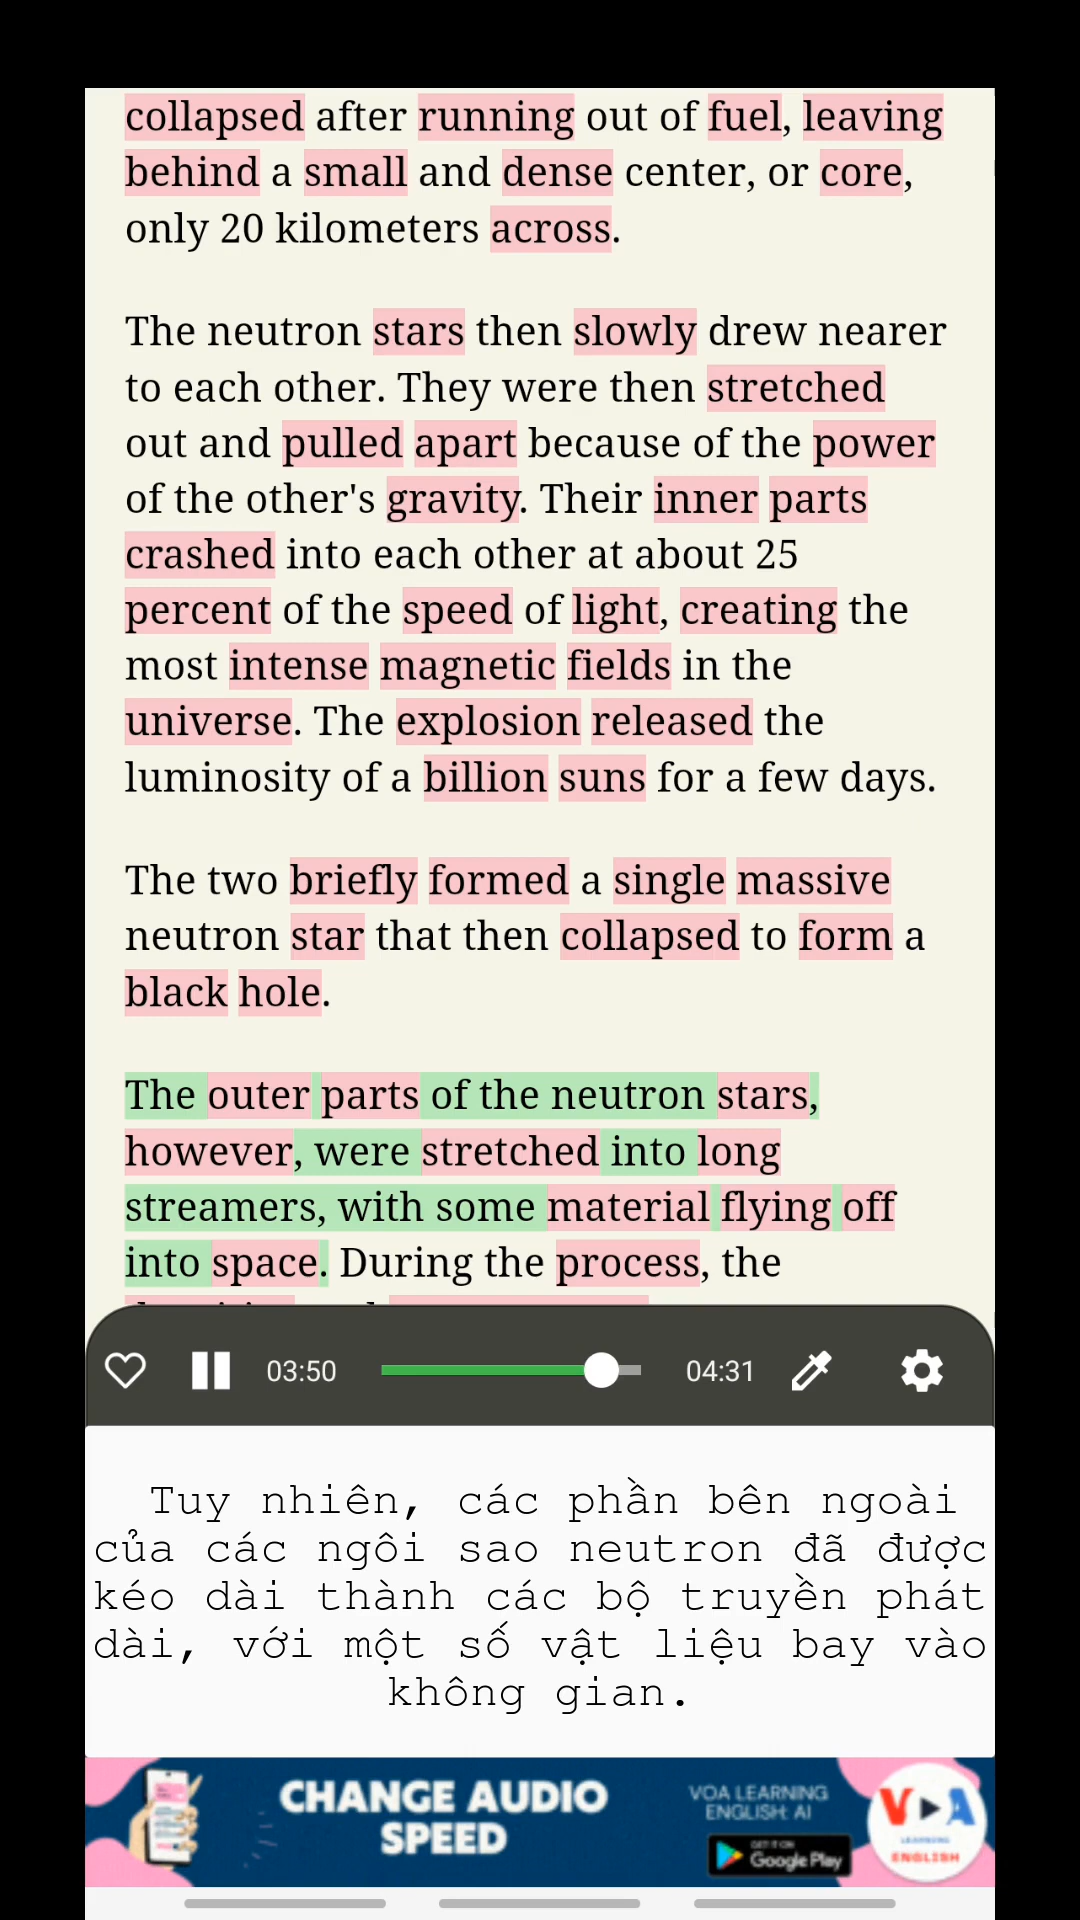 collapsed after running out of fuel, leaving
behind a small and dense center, or core,
only 20 kilometers across.
The neutron stars then slowly drew nearer
to each other. They were then stretched
out and pulled apart because of the power
of the other's gravity. Their inner parts
crashed into each other at about 25
percent of the speed of light, creating the
most intense magnetic fields in the
universe. The explosion released the
luminosity of a billion suns for a few days.
The two briefly formed a single massive
neutron star that then collapsed to form a
black hole.
The outer parts of the neutron stars,
however, were stretched into long
streamers, with some material flying off
into space. During the process, the
03:50
04:31
Tuy nhiên, các phần bên ngoài
của các ngôi sao neutron đã được
kéo dài thành các bộ truyền phát
dài, với một số vật liệu bay vào
không gian.
CHANGE AUDIO
SPEED
VOA LEARNING
ENGLISH: AI
GET IT ON
Google Play
VOA
LEARNING
ENGLISH